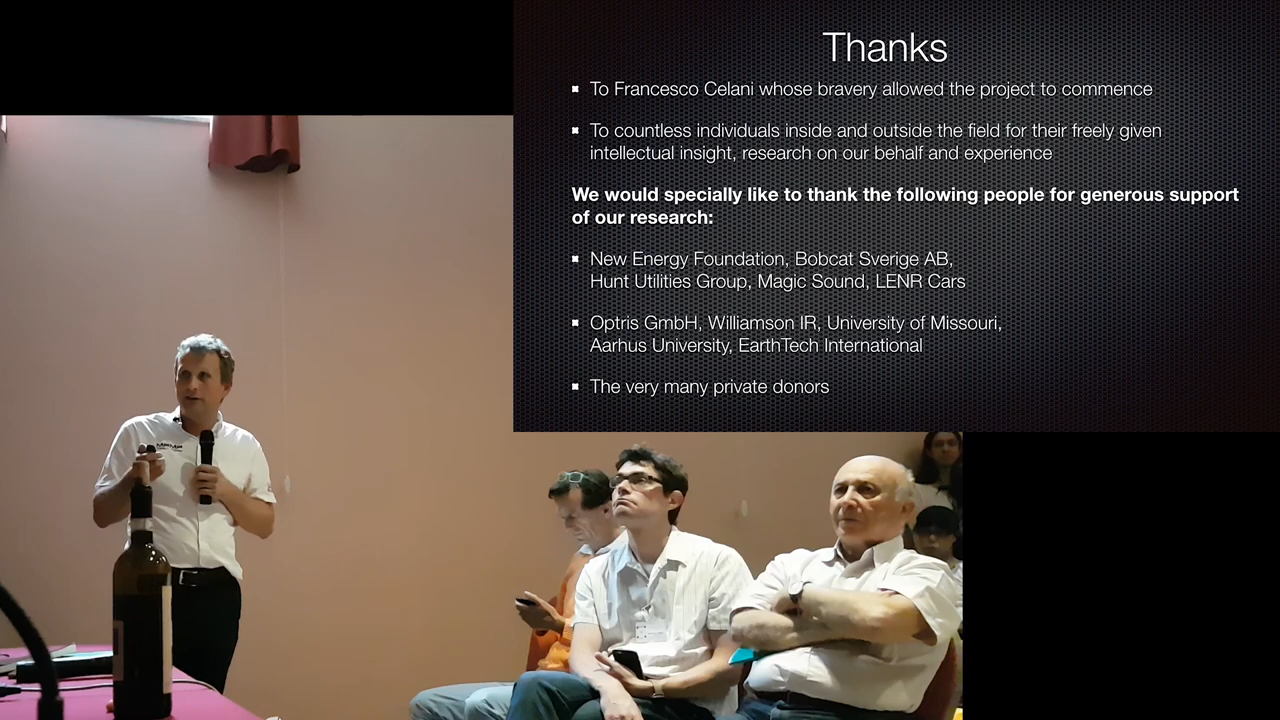 Thanks
To Francesco Celani whose bravery allowed the project to commence
To countless individuals inside and outside the field for their freely given
intellectual insight, research on our behalf and experience
We would specially like to thank the following people for generous support
of our research:
New Energy Foundation, Bobcat Sverige AB,
Hunt Utilities Group, Magic Sound, LENR Cars
Optris GmbH, Williamson IR, University of Missouri,
Aarhus University, EarthTech International
The very many private donors